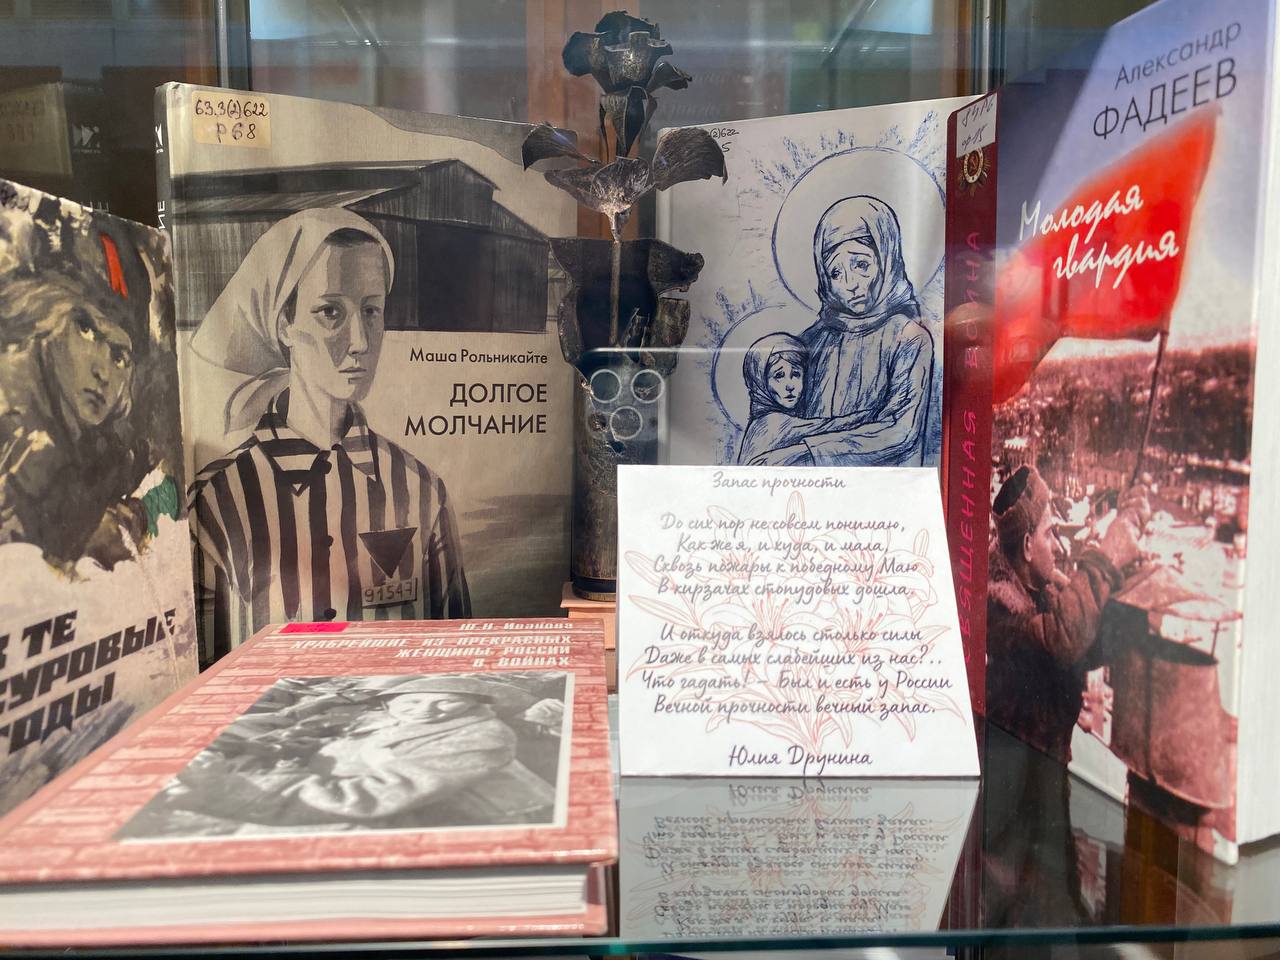 63.3(2)622
Р68
Маша Рольникайте
ДОЛГОЕ
МОЛЧАНИЕ
91547
Александр
ФАДЕЕВ
Молодая
гвардия
СВЯЩЕННАЯ ВОЙНА
ТЕ
СУРОВЫЕ
ГОДЫ
Ю.Н. Иванова
ХРАБРЕЙШИЕ ИЗ ПРЕКРАСНЫХ
ЖЕНЩИНЫ РОССИИ
В ВОЙНАХ
Запас прочности
До сих пор не совсем понимаю,
Как же я, и худа, и мала,
Сквозь пожары к победному Маю
В кирзачах стопудовых дошла.
И откуда взялось столько силы
Даже в самых слабейших из нас?..
Что гадать! — Был и есть у России
Вечной прочности вечный запас.
Юлия Друнина